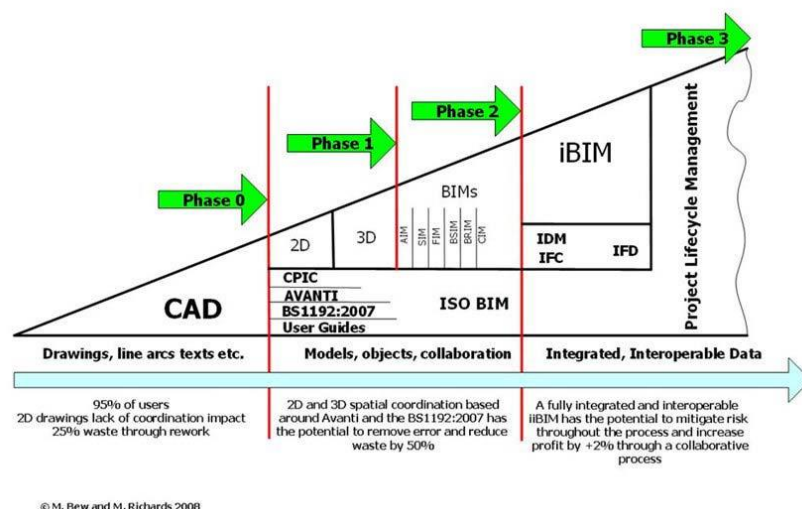 Phase 3
Phase 2
Phase 1
Phase 0
iBIM
BIMs
2D
3D
AIM
SIM
FIM
BSIM
BRIM
CIM
IDM
IFC
IFD
Project Lifecycle Management
CAD
CPIC
AVANTI
BS1192:2007
User Guides
ISO BIM
Drawings, line arcs texts etc.
Models, objects, collaboration
Integrated, Interoperable Data
95% of users
2D drawings lack of coordination impact
25% waste through rework
2D and 3D spatial coordination based
around Avanti and the BS1192:2007 has
the potential to remove error and reduce
waste by 50%
A fully integrated and interoperable
iiBIM has the potential to mitigate risk
throughout the process and increase
profit by +2% through a collaborative
process
© M. Bew and M. Richards 2008